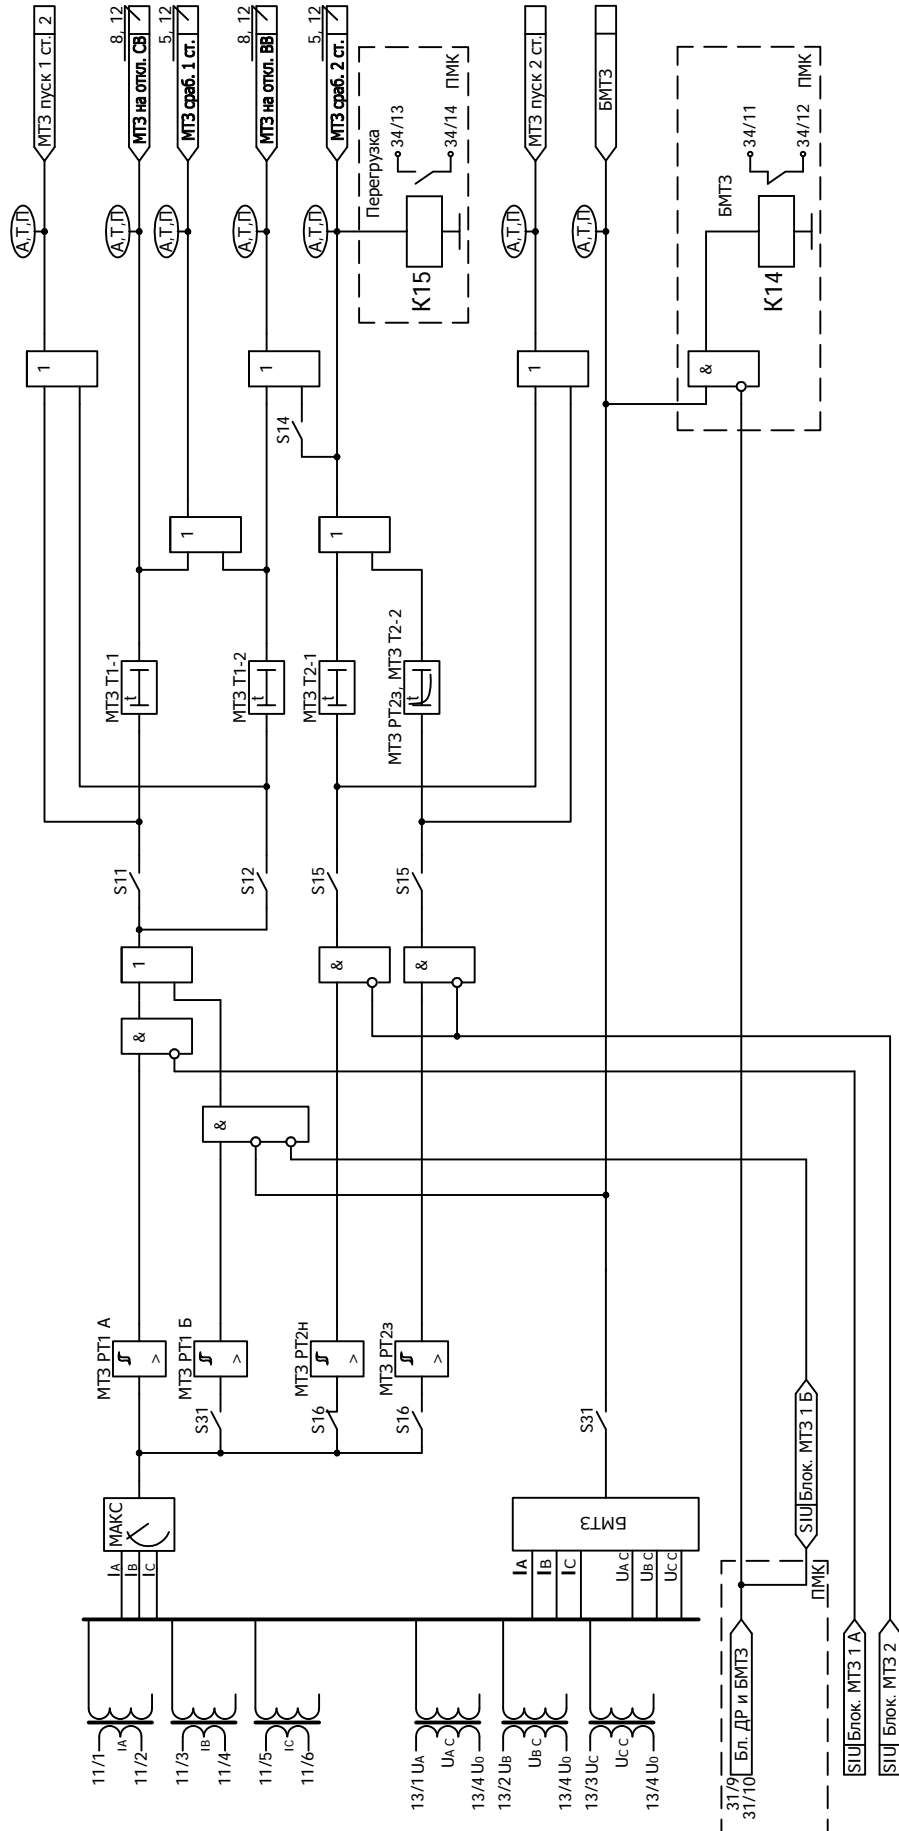 МТЗ пуск 1 ст. 2
8, 12
МТЗ на откл. СВ
5, 12
МТЗ сраб. 1 ст.
8, 12
МТЗ на откл. ВВ
5, 12
МТЗ сраб. 2 ст.
МТЗ пуск 2 ст.
БМТЗ
А,Т,П
А,Т,П
А,Т,П
А,Т,П
А,Т,П
А,Т,П
А,Т,П
Перегрузка
34/13
34/14
ПМК
К15
БМТЗ
34/11
34/12
ПМК
К14
1
1
1
&
S14
1
1
МТЗ Т1-1
t
МТЗ Т1-2
t
МТЗ Т2-1
t
МТЗ РТ2з, МТЗ Т2-2
t
S11
S12
S15
S15
1
&
&
&
&
МТЗ РТ1 А
>
МТЗ РТ1 Б
>
МТЗ РТ2н
>
МТЗ РТ2з
>
S31
S16
S16
S31
МАКС
IA
IB
IC
БМТЗ
IA
IB
IC
UA C
UB C
UC C
SIU Блок. МТЗ 1 Б
ПМК
11/1
IA
11/2
11/3
IB
11/4
11/5
IC
11/6
13/1 UA
UA C
13/4 U0
13/2 UB
UB C
13/4 U0
13/3 UC
UC C
13/4 U0
31/9
31/10
Бл. ДР и БМТЗ
SIU Блок. МТЗ 1 А
SIU Блок. МТЗ 2